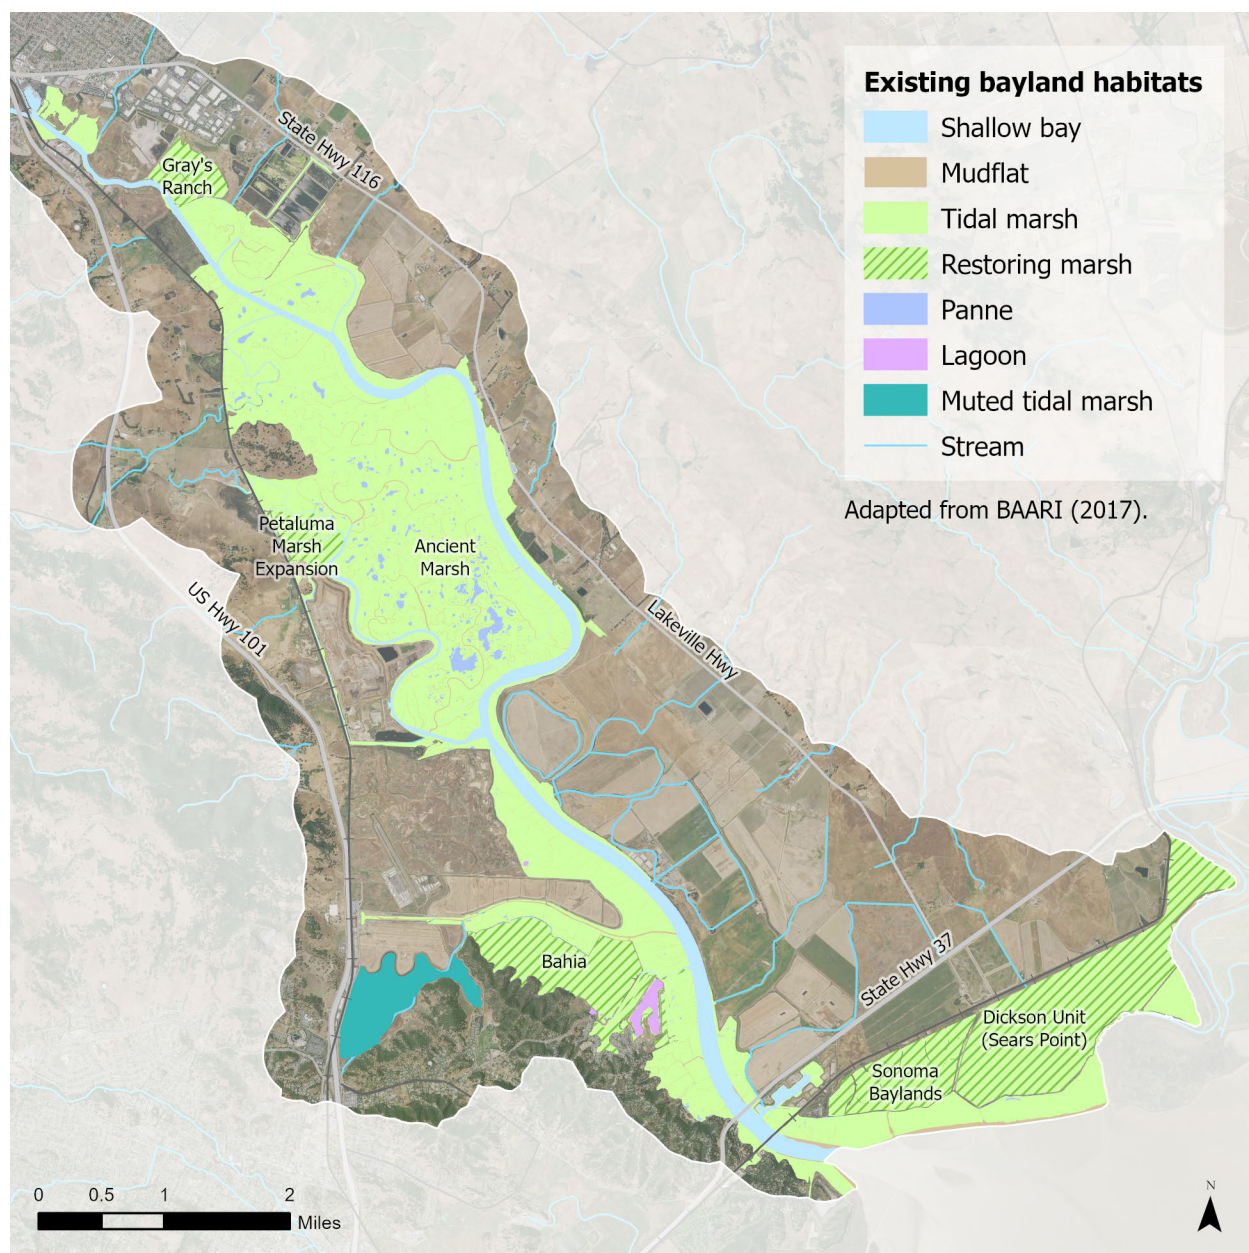 Existing bayland habitats
Shallow bay
Mudflat
Tidal marsh
Restoring marsh
Panne
Lagoon
Muted tidal marsh
Stream
Adapted from BAARI (2017).
State Hwy 116
Gray's
Ranch
Petaluma
Marsh
Expansion
Ancient
Marsh
US Hwy 101
Lakeville Hwy
Bahia
State Hwy 37
Dickson Unit
(Sears Point)
Sonoma
Baylands
0 0.5 1 2
Miles
N